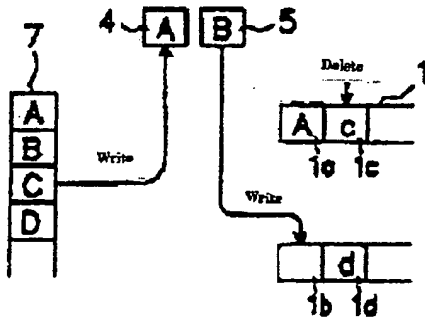 4 A B 5
7
Delete
1
A
B
C
D
A c
Write
1a 1c
Write
d
1b 1d